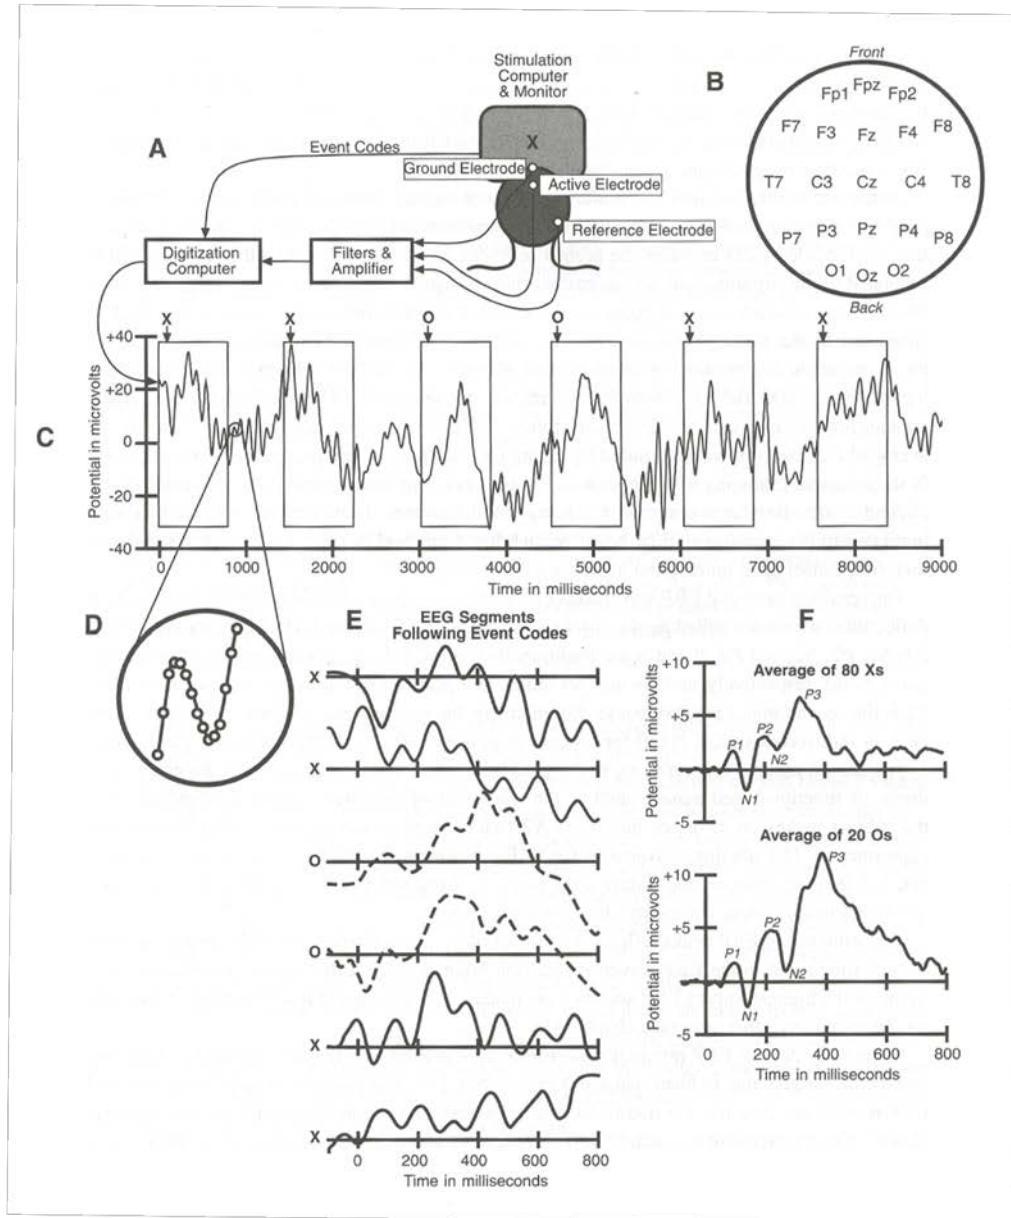 Stimulation
Computer
& Monitor
A
X
Event Codes
Ground Electrode
Active Electrode
Reference Electrode
Digitization
Computer
Filters &
Amplifier
B
Front
Fp1 Fpz Fp2
F7 F3 Fz F4 F8
T7 C3 Cz C4 T8
P7 P3 Pz P4 P8
O1 Oz O2
Back
C
X X O O X X
Potential in microvolts
+40
+20
0
-20
-40
0 1000 2000 3000 4000 5000 6000 7000 8000 9000
Time in milliseconds
D
E
EEG Segments
Following Event Codes
X
X
O
O
X
X
0 200 400 600 800
Time in milliseconds
F
Average of 80 Xs
Potential in microvolts
+10
+5
-5
P1
N1
P2
N2
P3
Average of 20 Os
Potential in microvolts
+10
+5
-5
P1
N1
P2
N2
P3
0 200 400 600 800
Time in milliseconds